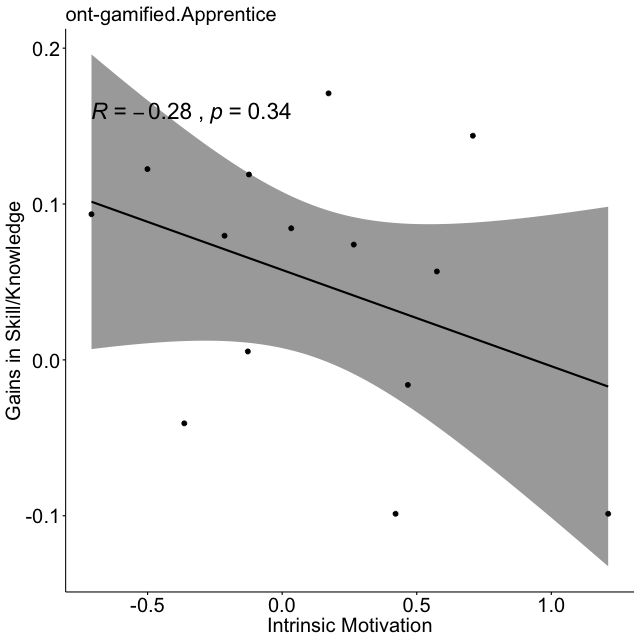 ont-gamified.Apprentice
0.2
R = −0.28 , p = 0.34
0.1
Gains in Skill/Knowledge
0.0
-0.1
-0.5 0.0 0.5 1.0
Intrinsic Motivation